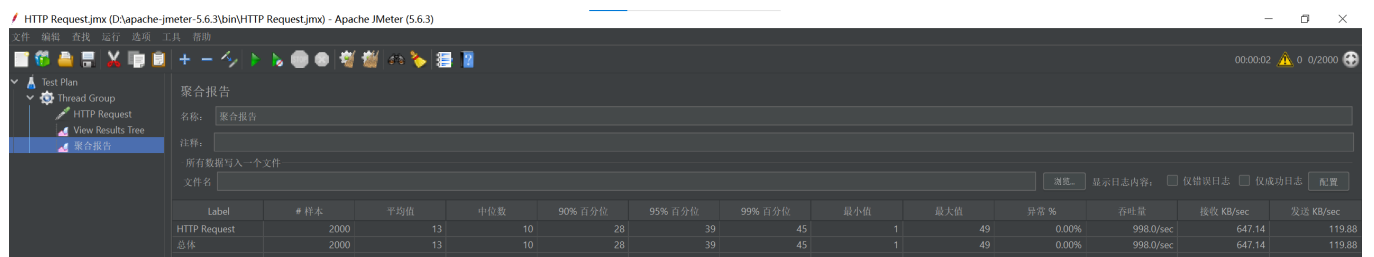 HTTP Request.jmx (D:\apache-jmeter-5.6.3\bin\HTTP Request.jmx) - Apache JMeter (5.6.3)
文件 编辑 查找 运行 选项 工具 帮助
00:00:02 0 0/2000
Test Plan
Thread Group
HTTP Request
View Results Tree
聚合报告
聚合报告
名称: 聚合报告
注释:
所有数据写入一个文件
文件名 浏览... 显示日志内容: 仅错误日志 仅成功日志 配置
Label # 样本 平均值 中位数 90% 百分位 95% 百分位 99% 百分位 最小值 最大值 异常 % 吞吐量 接收 KB/sec 发送 KB/sec
HTTP Request 2000 13 10 28 39 45 1 49 0.00% 998.0/sec 647.14 119.88
总体 2000 13 10 28 39 45 1 49 0.00% 998.0/sec 647.14 119.88